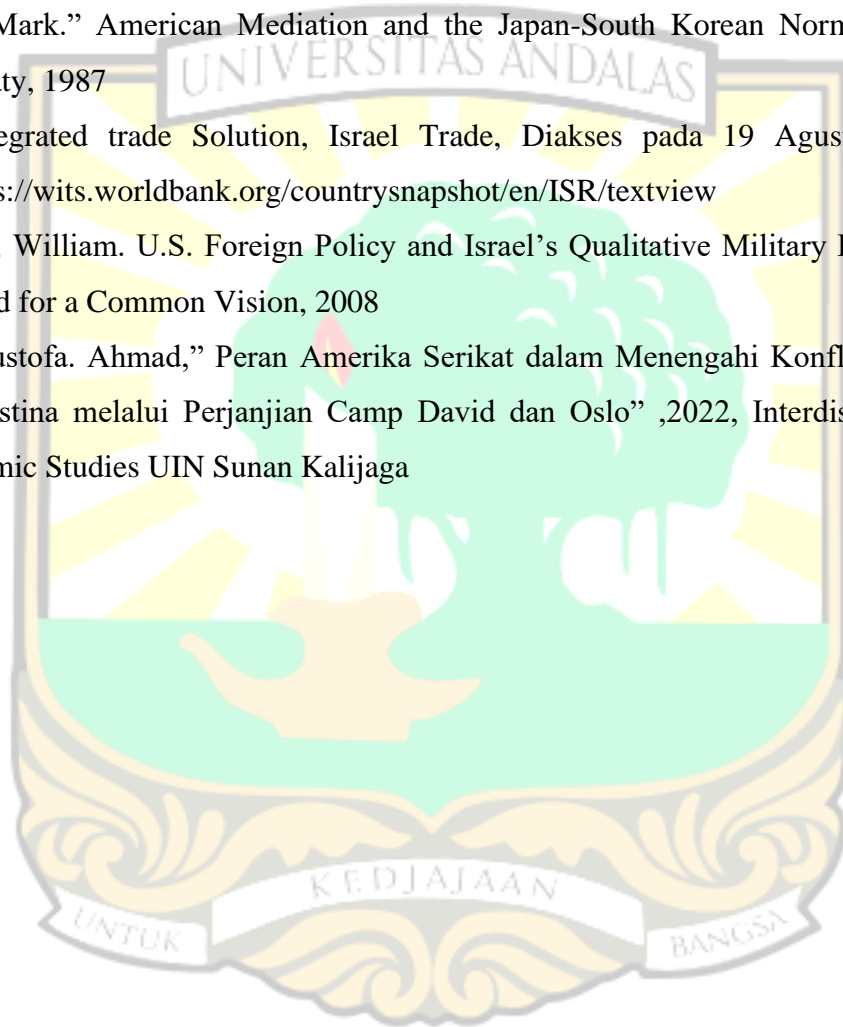 Mark.” American Mediation and the Japan-South Korean Norm
ty, 1987
UNIVERSITAS ANDALAS
egrated trade Solution, Israel Trade, Diakses pada 19 Agus
s://wits.worldbank.org/countrysnapshot/en/ISR/textview
William. U.S. Foreign Policy and Israel’s Qualitative Military
d for a Common Vision, 2008
ustofa. Ahmad,” Peran Amerika Serikat dalam Menengahi Konfl
stina melalui Perjanjian Camp David dan Oslo” ,2022, Interdis
mic Studies UIN Sunan Kalijaga
KEDJAJAAN
UNTUK BANGSA